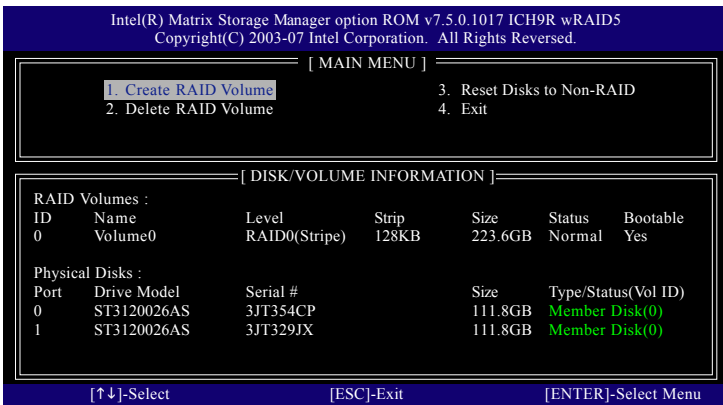 Intel(R) Matrix Storage Manager option ROM v7.5.0.1017 ICH9R wRAID5
Copyright(C) 2003-07 Intel Corporation. All Rights Reversed.
[ MAIN MENU ]
1. Create RAID Volume 3. Reset Disks to Non-RAID
2. Delete RAID Volume 4. Exit
[ DISK/VOLUME INFORMATION ]
RAID Volumes :
ID Name Level Strip Size Status Bootable
0 Volume0 RAID0(Stripe) 128KB 223.6GB Normal Yes
Physical Disks :
Port Drive Model Serial # Size Type/Status(Vol ID)
0 ST3120026AS 3JT354CP 111.8GB Member Disk(0)
1 ST3120026AS 3JT329JX 111.8GB Member Disk(0)
[↑↓]-Select [ESC]-Exit [ENTER]-Select Menu